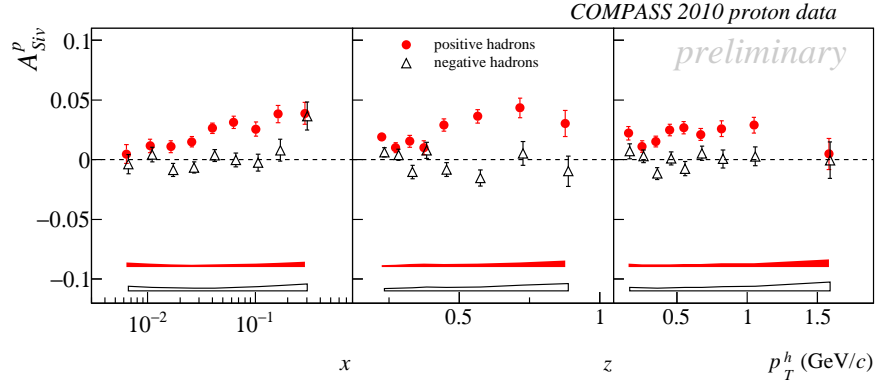 COMPASS 2010 proton data
A^p_Siv
0.1
0.05
0
−0.05
−0.1
positive hadrons
negative hadrons
preliminary
10^−2 10^−1 0.5 1 0.5 1 1.5
x z p_T^h (GeV/c)